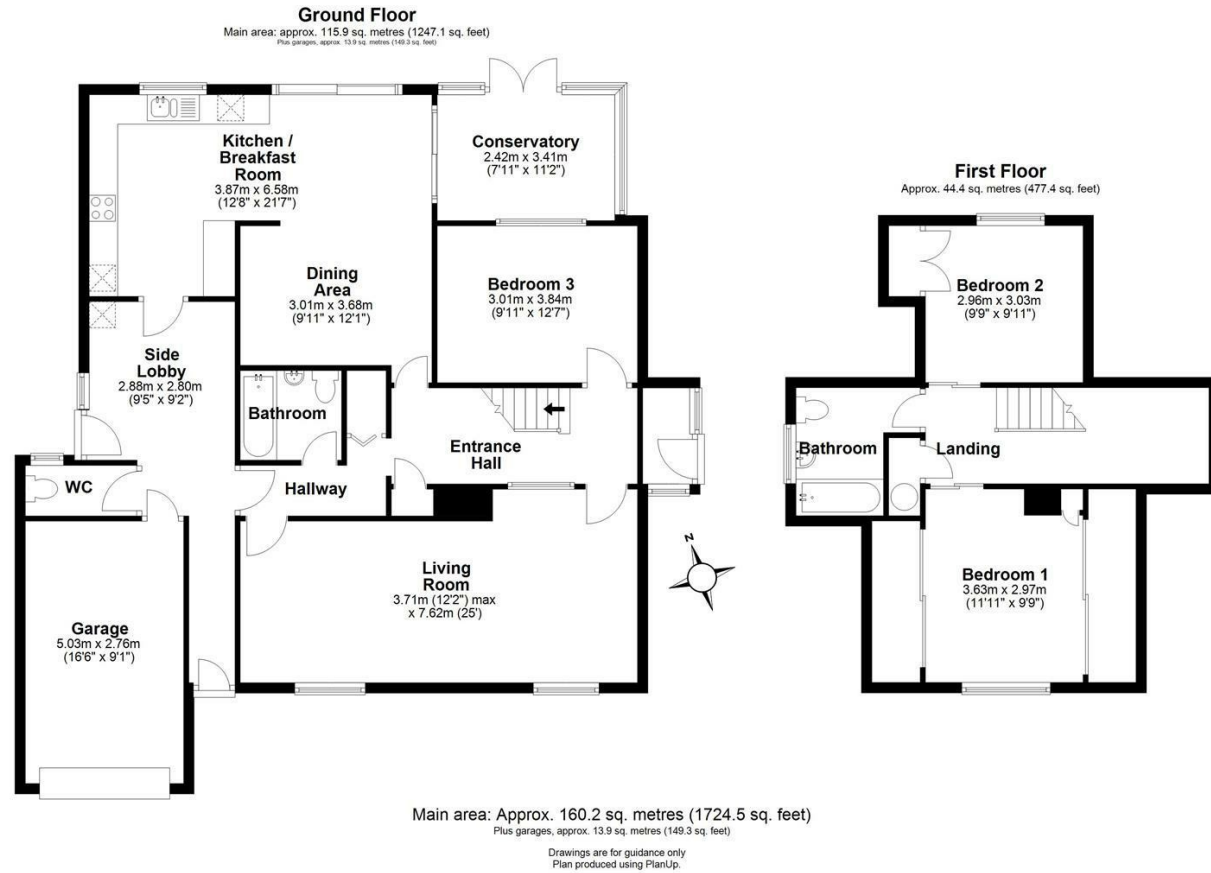 Ground Floor
Main area: approx. 115.9 sq. metres (1247.1 sq. feet)
Plus garages, approx. 13.9 sq. metres (149.3 sq. feet)
Kitchen /
Breakfast
Room
3.87m x 6.58m
(12'8" x 21'7")
Conservatory
2.42m x 3.41m
(7'11" x 11'2")
Dining
Area
3.01m x 3.68m
(9'11" x 12'1")
Bedroom 3
3.01m x 3.84m
(9'11" x 12'7")
Side
Lobby
2.88m x 2.80m
(9'5" x 9'2")
Bathroom
Entrance
Hall
WC
Hallway
Living
Room
3.71m (12'2") max
x 7.62m (25')
Garage
5.03m x 2.76m
(16'6" x 9'1")
N
First Floor
Approx. 44.4 sq. metres (477.4 sq. feet)
Bedroom 2
2.96m x 3.03m
(9'9" x 9'11")
Bathroom
Landing
Bedroom 1
3.63m x 2.97m
(11'11" x 9'9")
Main area: Approx. 160.2 sq. metres (1724.5 sq. feet)
Plus garages, approx. 13.9 sq. metres (149.3 sq. feet)
Drawings are for guidance only
Plan produced using PlanUp.